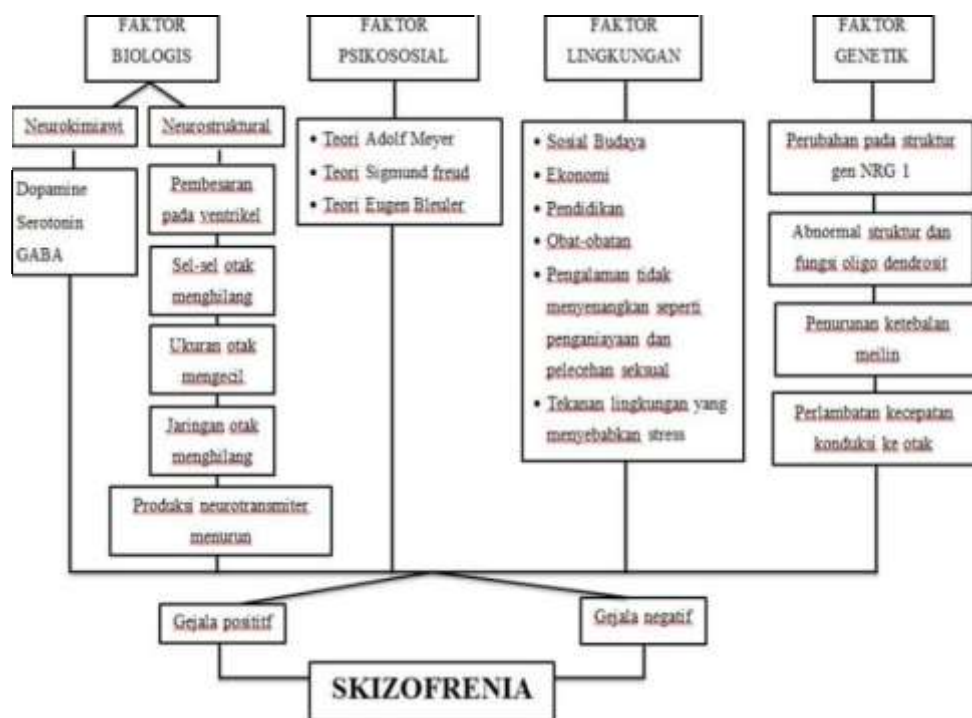 FAKTOR
BIOLOGIS
FAKTOR
PSIKOSOSIAL
FAKTOR
LINGKUNGAN
FAKTOR
GENETIK
Neurokimiawi
Neurostruktural
Dopamine
Serotonin
GABA
Pembesaran
pada ventrikel
Sel-sel otak
menghilang
Ukuran otak
mengecil
Jaringan otak
menghilang
Produksi neurotransmiter
menurun
• Teori Adolf Meyer
• Teori Sigmund freud
• Teori Eugen Bleuler
• Sosial Budaya
• Ekonomi
• Pendidikan
• Obat-obatan
• Pengalaman tidak
menyenangkan seperti
penganiayaan dan
pelecehan seksual
• Tekanan lingkungan yang
menyebabkan stress
Perubahan pada struktur
gen NRG 1
Abnormal struktur dan
fungsi oligo dendrosit
Penurunan ketebalan
meilin
Perlambatan kecepatan
konduksi ke otak
Gejala posititf
Gejala negatif
SKIZOFRENIA